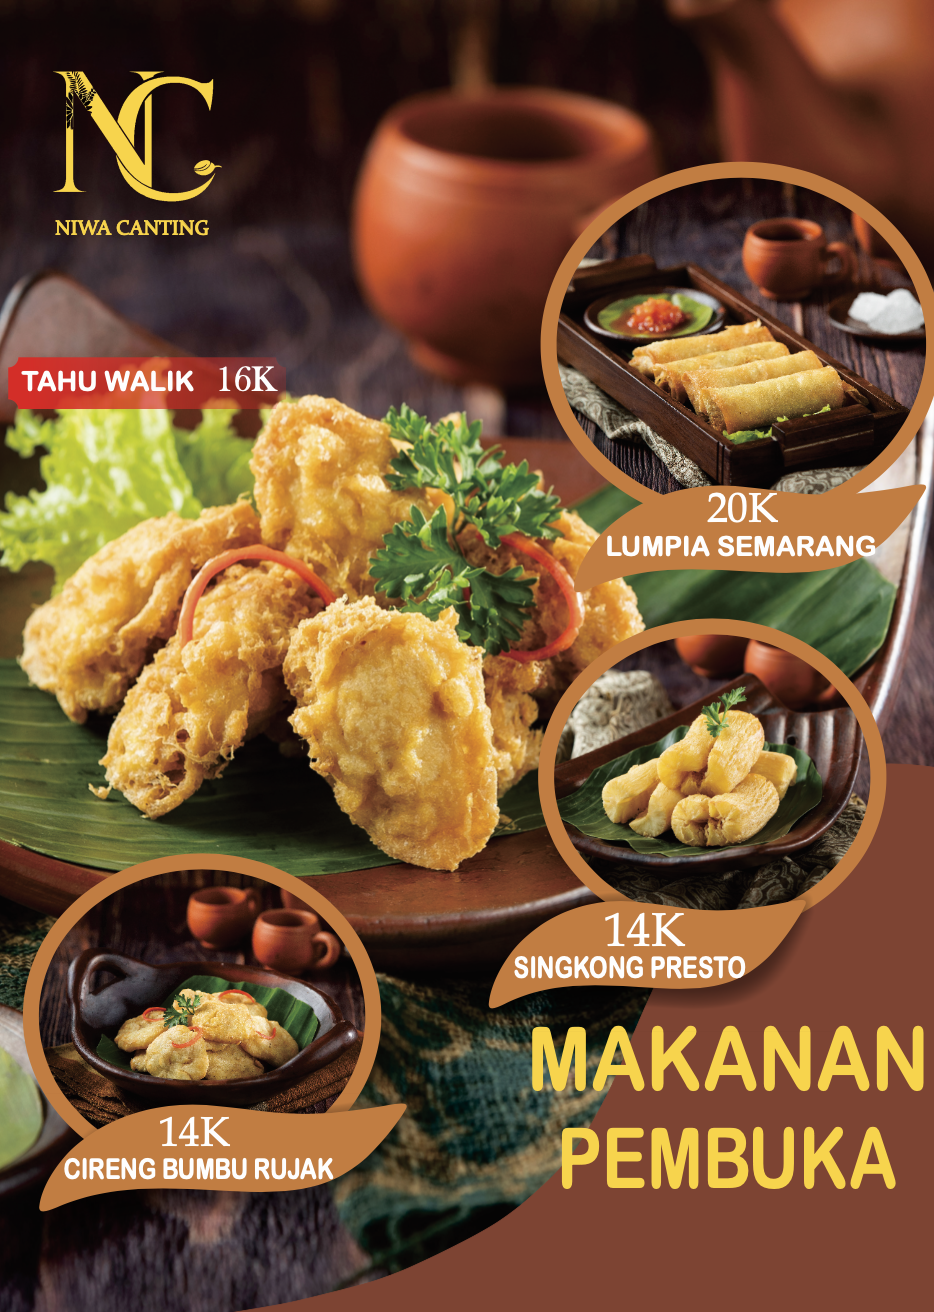 NC
NIWA CANTING
TAHU WALIK 16K
20K
LUMPIA SEMARANG
14K
SINGKONG PRESTO
14K
CIRENG BUMBU RUJAK
MAKANAN
PEMBUKA